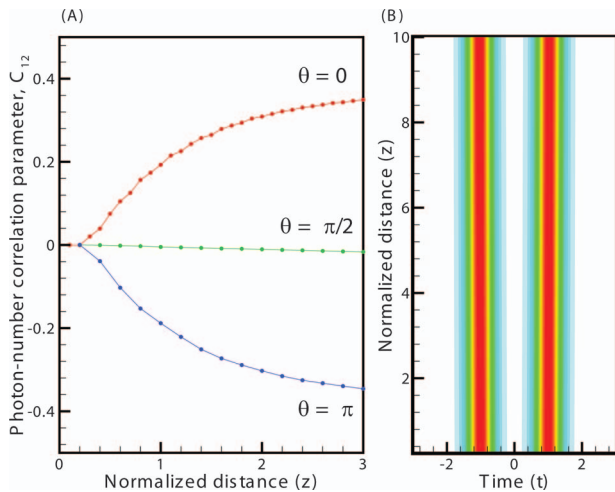 (A)
(B)
Photon-number correlation parameter, C12
0.4
0.2
0
-0.2
-0.4
θ = 0
θ = π/2
θ = π
0
1
2
3
Normalized distance (z)
Normalized distance (z)
10
8
6
4
2
-2
0
2
Time (t)